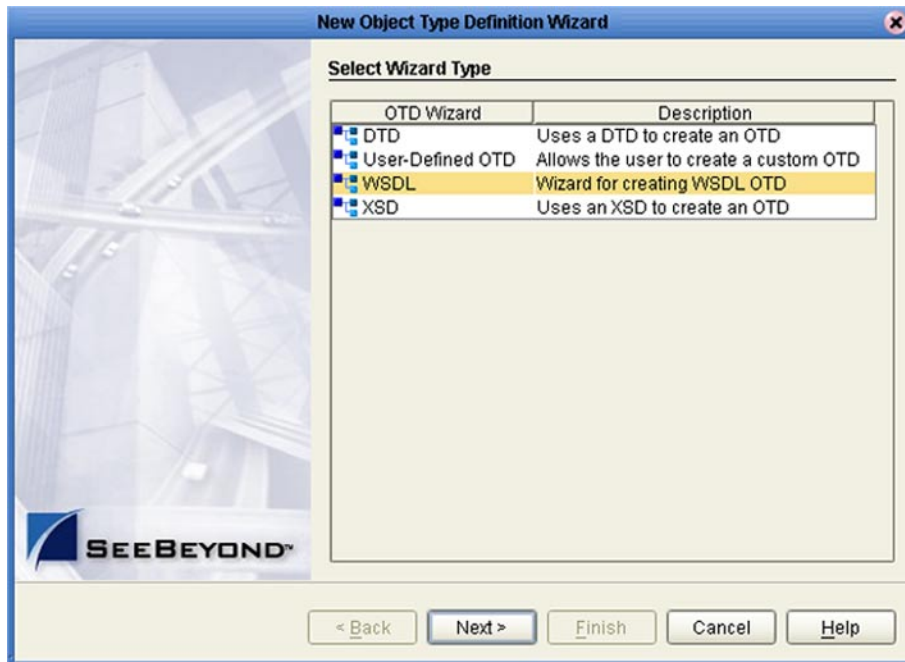 New Object Type Definition Wizard
Select Wizard Type
OTD Wizard Description
DTD Uses a DTD to create an OTD
User-Defined OTD Allows the user to create a custom OTD
WSDL Wizard for creating WSDL OTD
XSD Uses an XSD to create an OTD
SEEBEYOND™
< Back Next > Finish Cancel Help